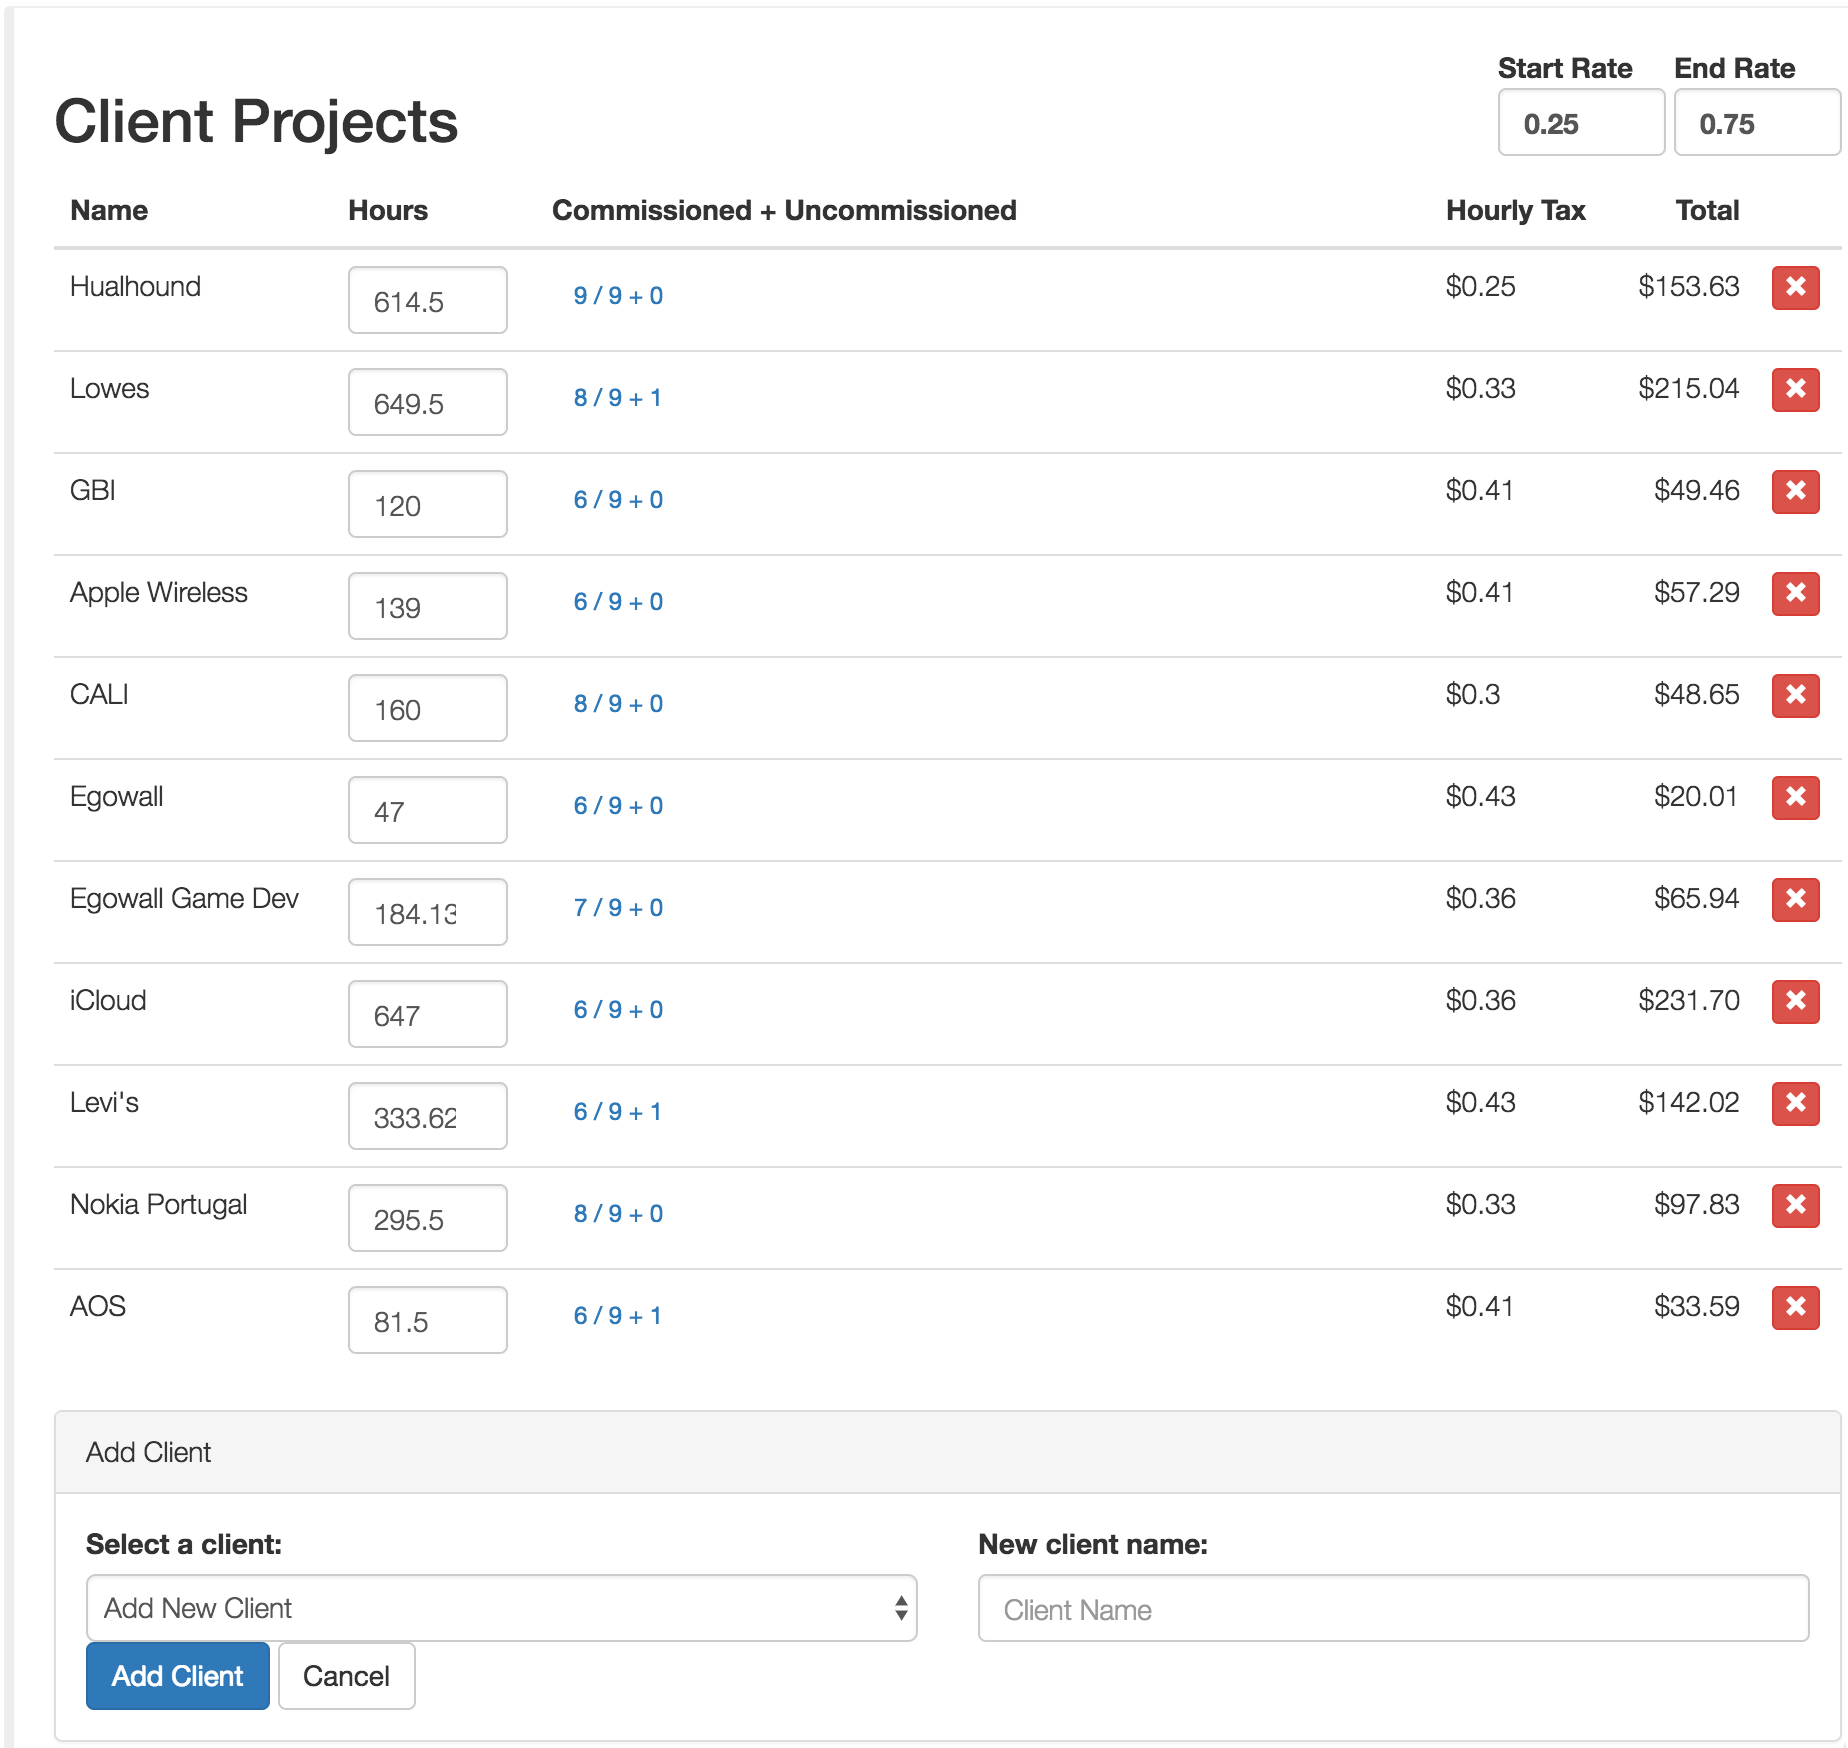 Start Rate End Rate
Client Projects 0.25 0.75
Name Hours Commissioned + Uncommissioned Hourly Tax Total
Hualhound 614.5 9 / 9 + 0 $0.25 $153.63
Lowes 649.5 8 / 9 + 1 $0.33 $215.04
GBI 120 6 / 9 + 0 $0.41 $49.46
Apple Wireless 139 6 / 9 + 0 $0.41 $57.29
CALI 160 8 / 9 + 0 $0.3 $48.65
Egowall 47 6 / 9 + 0 $0.43 $20.01
Egowall Game Dev 184.13 7 / 9 + 0 $0.36 $65.94
iCloud 647 6 / 9 + 0 $0.36 $231.70
Levi's 333.62 6 / 9 + 1 $0.43 $142.02
Nokia Portugal 295.5 8 / 9 + 0 $0.33 $97.83
AOS 81.5 6 / 9 + 1 $0.41 $33.59
Add Client
Select a client: New client name:
Add New Client Client Name
Add Client Cancel